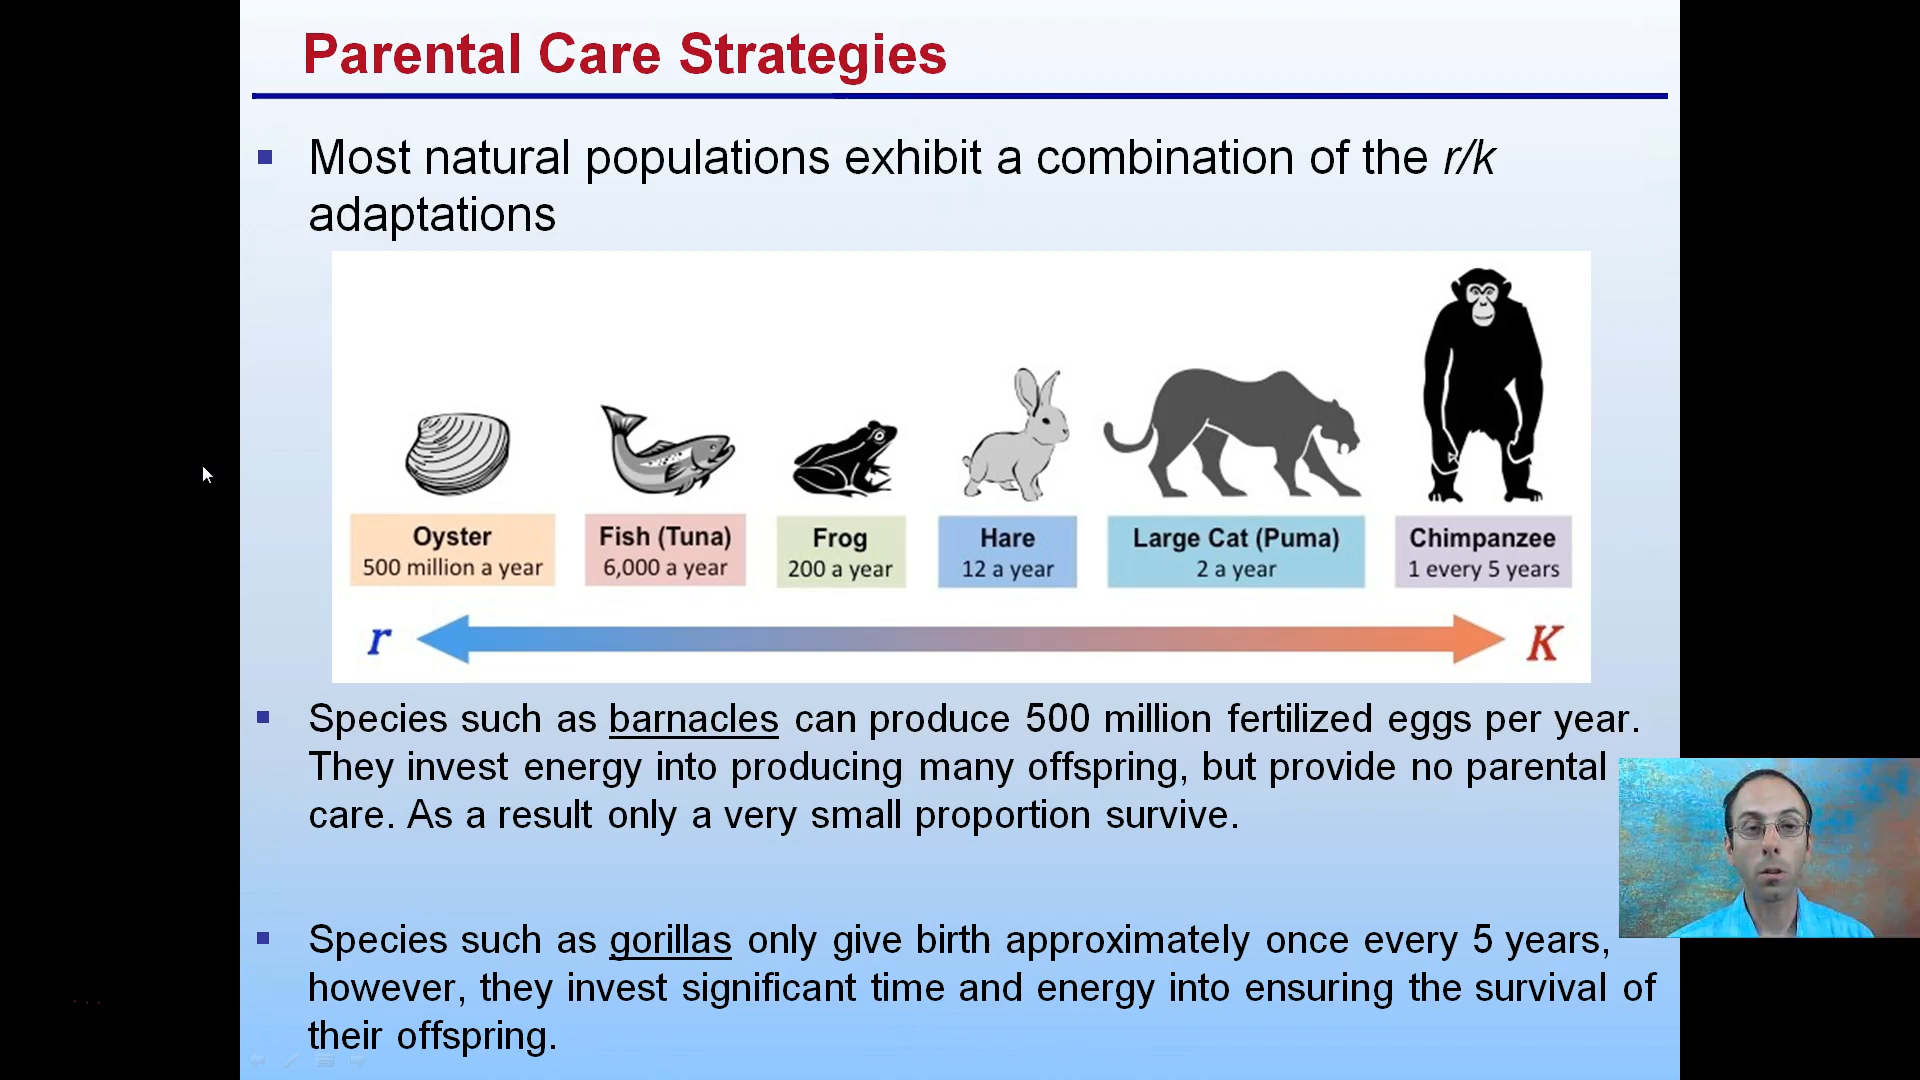 Parental Care Strategies
Most natural populations exhibit a combination of the r/k
adaptations
Oyster
500 million a year
Fish (Tuna)
6,000 a year
Frog
200 a year
Hare
12 a year
Large Cat (Puma)
2 a year
Chimpanzee
1 every 5 years
r
K
Species such as barnacles can produce 500 million fertilized eggs per year.
They invest energy into producing many offspring, but provide no parental
care. As a result only a very small proportion survive.
Species such as gorillas only give birth approximately once every 5 years,
however, they invest significant time and energy into ensuring the survival of
their offspring.